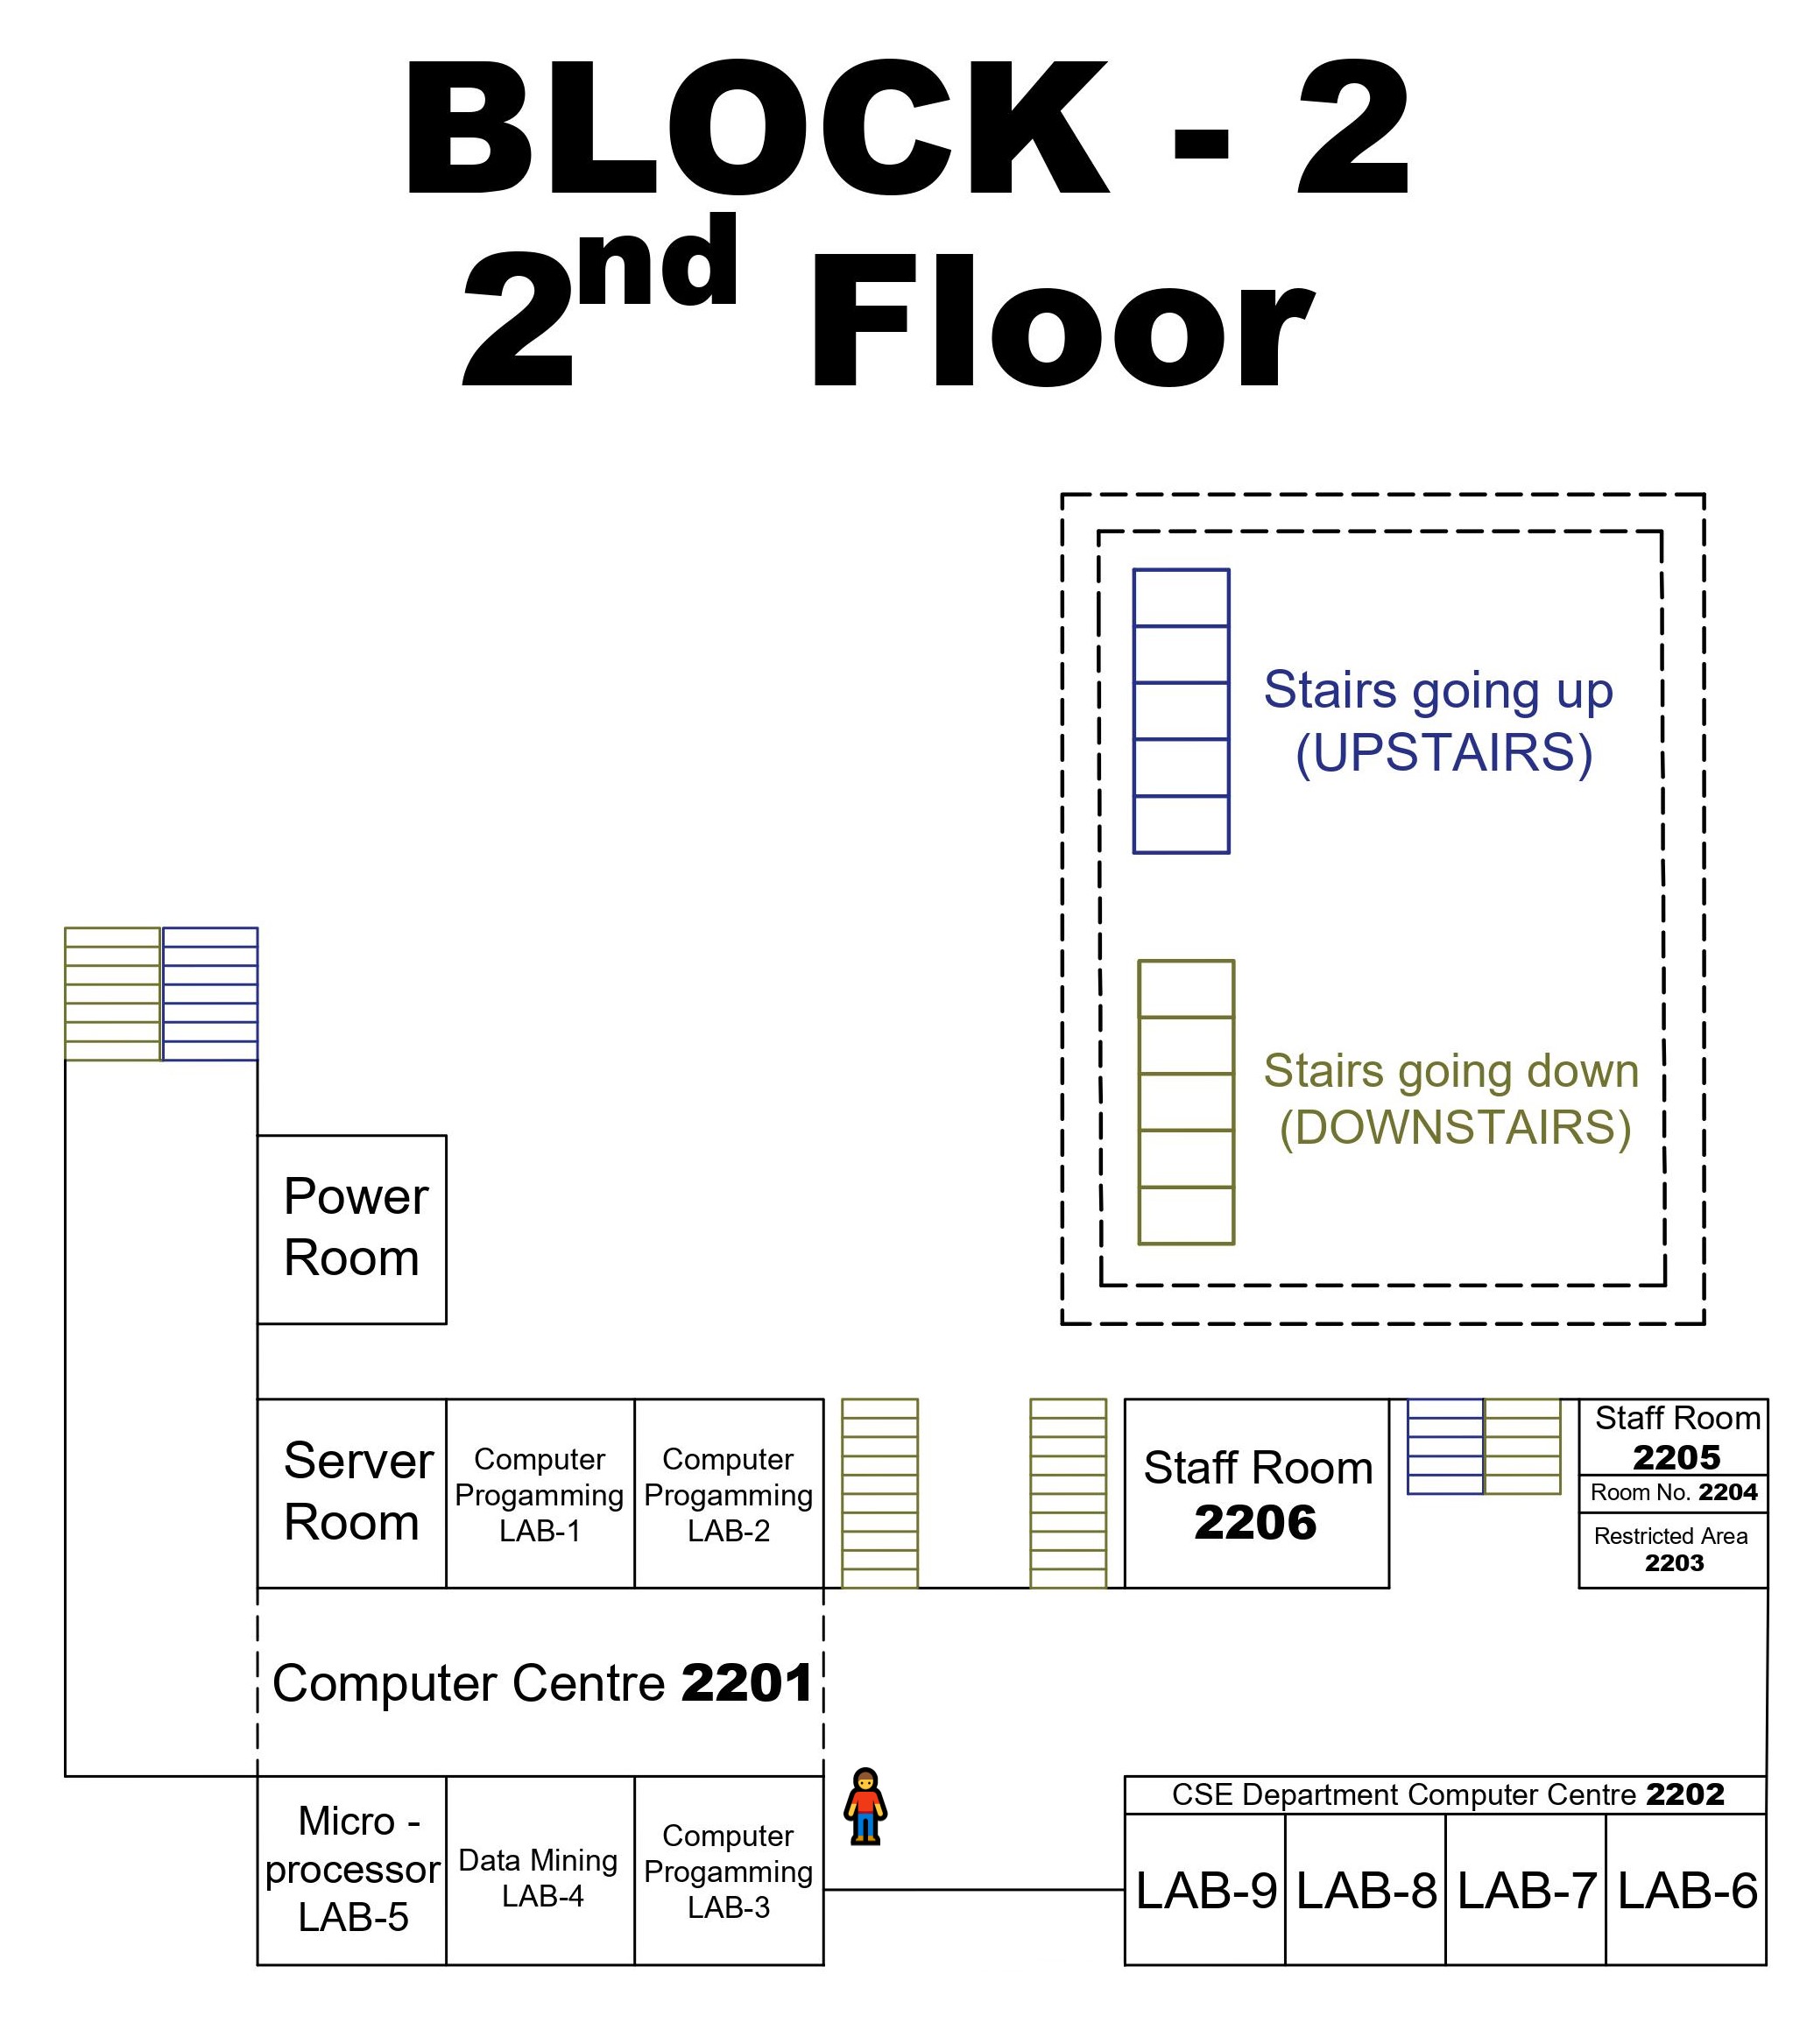 BLOCK - 2
2nd Floor
Stairs going up
(UPSTAIRS)
Stairs going down
(DOWNSTAIRS)
Power
Room
Server
Room
Computer
Progamming
LAB-1
Computer
Progamming
LAB-2
Staff Room
2206
Staff Room
2205
Room No. 2204
Restricted Area
2203
Computer Centre 2201
Micro -
processor
LAB-5
Data Mining
LAB-4
Computer
Progamming
LAB-3
CSE Department Computer Centre 2202
LAB-9
LAB-8
LAB-7
LAB-6